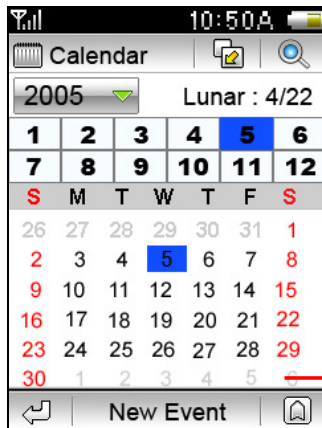 10:50A
Calendar
2005 Lunar : 4/22
1 2 3 4 5 6
7 8 9 10 11 12
S M T W T F S
26 27 28 29 30 31 1
2 3 4 5 6 7 8
9 10 11 12 13 14 15
16 17 18 19 20 21 22
23 24 25 26 27 28 29
30 1 2 3 4 5 6
New Event